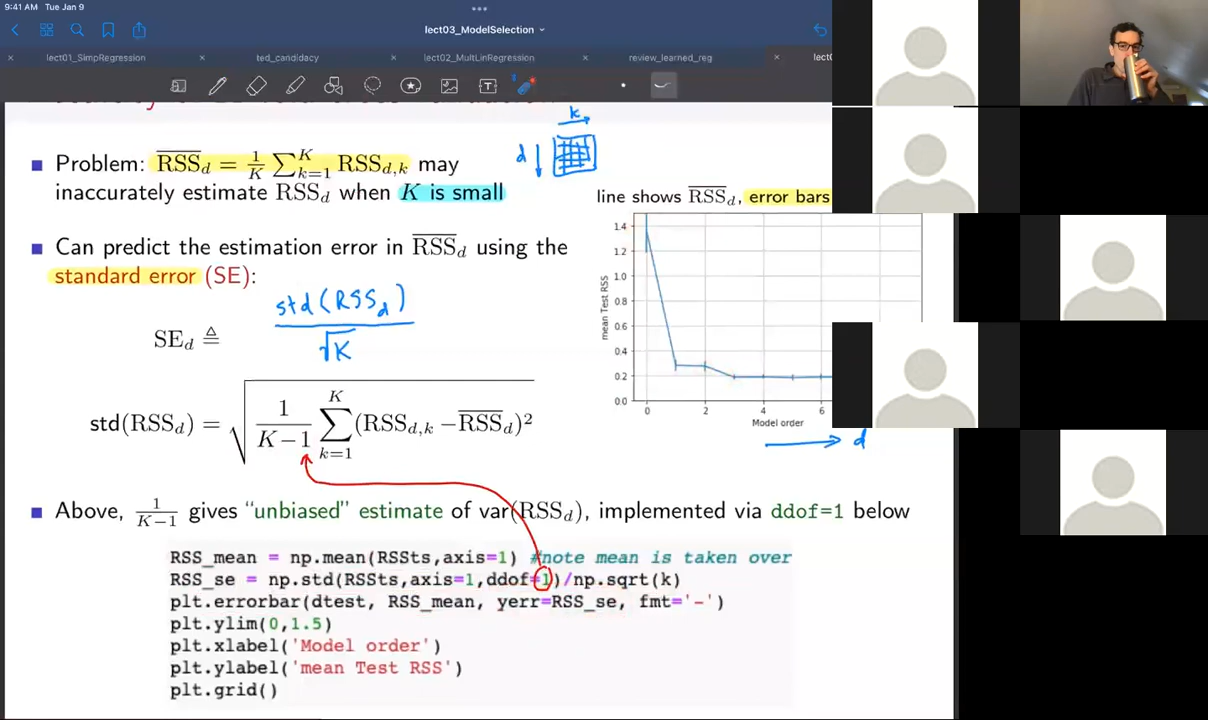 9:41 AM Tue Jan 9
lect03_ModelSelection
lect01_SimpRegression
ted_candidacy
lect02_MultLinRegression
review_learned_reg
lect0
k
d
Problem: R̅S̅S̅_d = 1/K ∑_{k=1}^{K} RSS_{d,k} may
inaccurately estimate RSS_d when K is small
line shows R̅S̅S̅_d, error bars
Can predict the estimation error in R̅S̅S̅_d using the
standard error (SE):
SE_d ≜ std(RSS_d) / √K
std(RSS_d) = √( 1/(K−1) ∑_{k=1}^{K} (RSS_{d,k} − R̅S̅S̅_d)² )
mean Test RSS
1.4
1.2
1.0
0.8
0.6
0.4
0.2
0.0
0 2 4 6
Model order
d
Above, 1/(K−1) gives "unbiased" estimate of var(RSS_d), implemented via ddof=1 below
RSS_mean = np.mean(RSSts,axis=1) #note mean is taken over
RSS_se = np.std(RSSts,axis=1,ddof=1)/np.sqrt(k)
plt.errorbar(dtest, RSS_mean, yerr=RSS_se, fmt='-')
plt.ylim(0,1.5)
plt.xlabel('Model order')
plt.ylabel('mean Test RSS')
plt.grid()